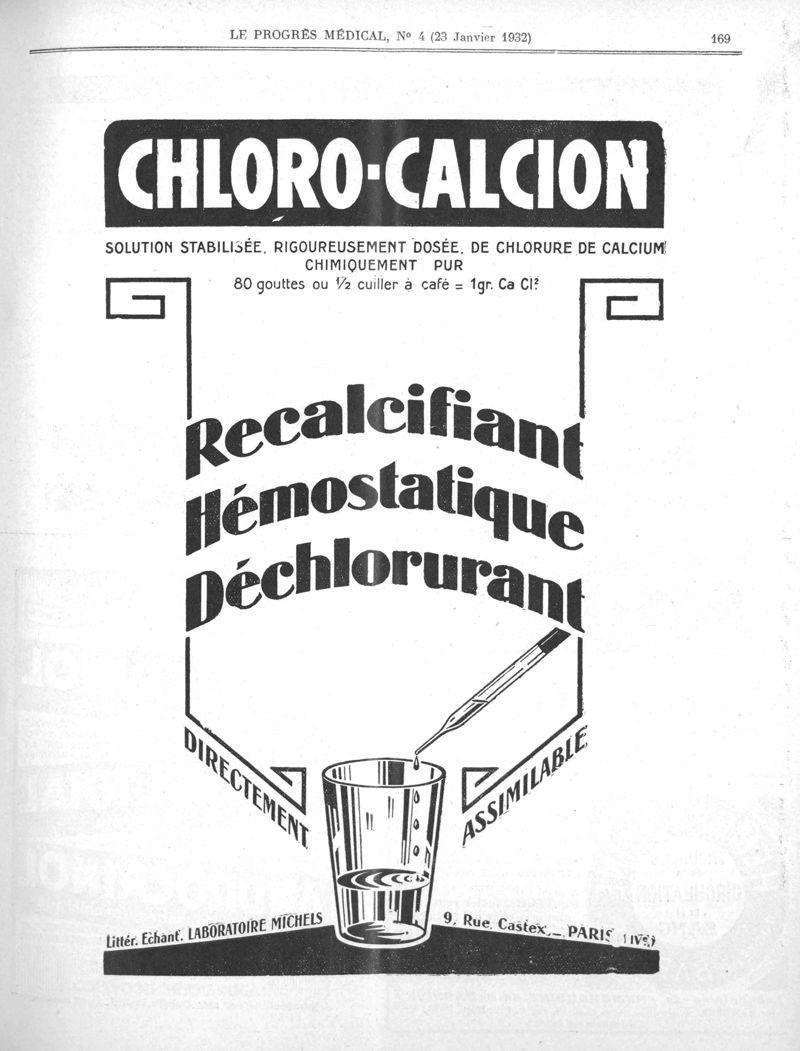 LE PROGRÈS MÉDICAL, Nº 4 (23 Janvier 1932)
169
CHLORO-CALCION
SOLUTION STABILISÉE, RIGOUREUSEMENT DOSÉE, DE CHLORURE DE CALCIUM
CHIMIQUEMENT PUR
80 gouttes ou 1/2 cuiller à café = 1gr. Ca Cl²
Recalcifiant
Hémostatique
Déchlorurant
DIRECTEMENT
ASSIMILABLE
Littér. Echant. LABORATOIRE MICHELS
9, Rue Castex _ PARIS (IVe)